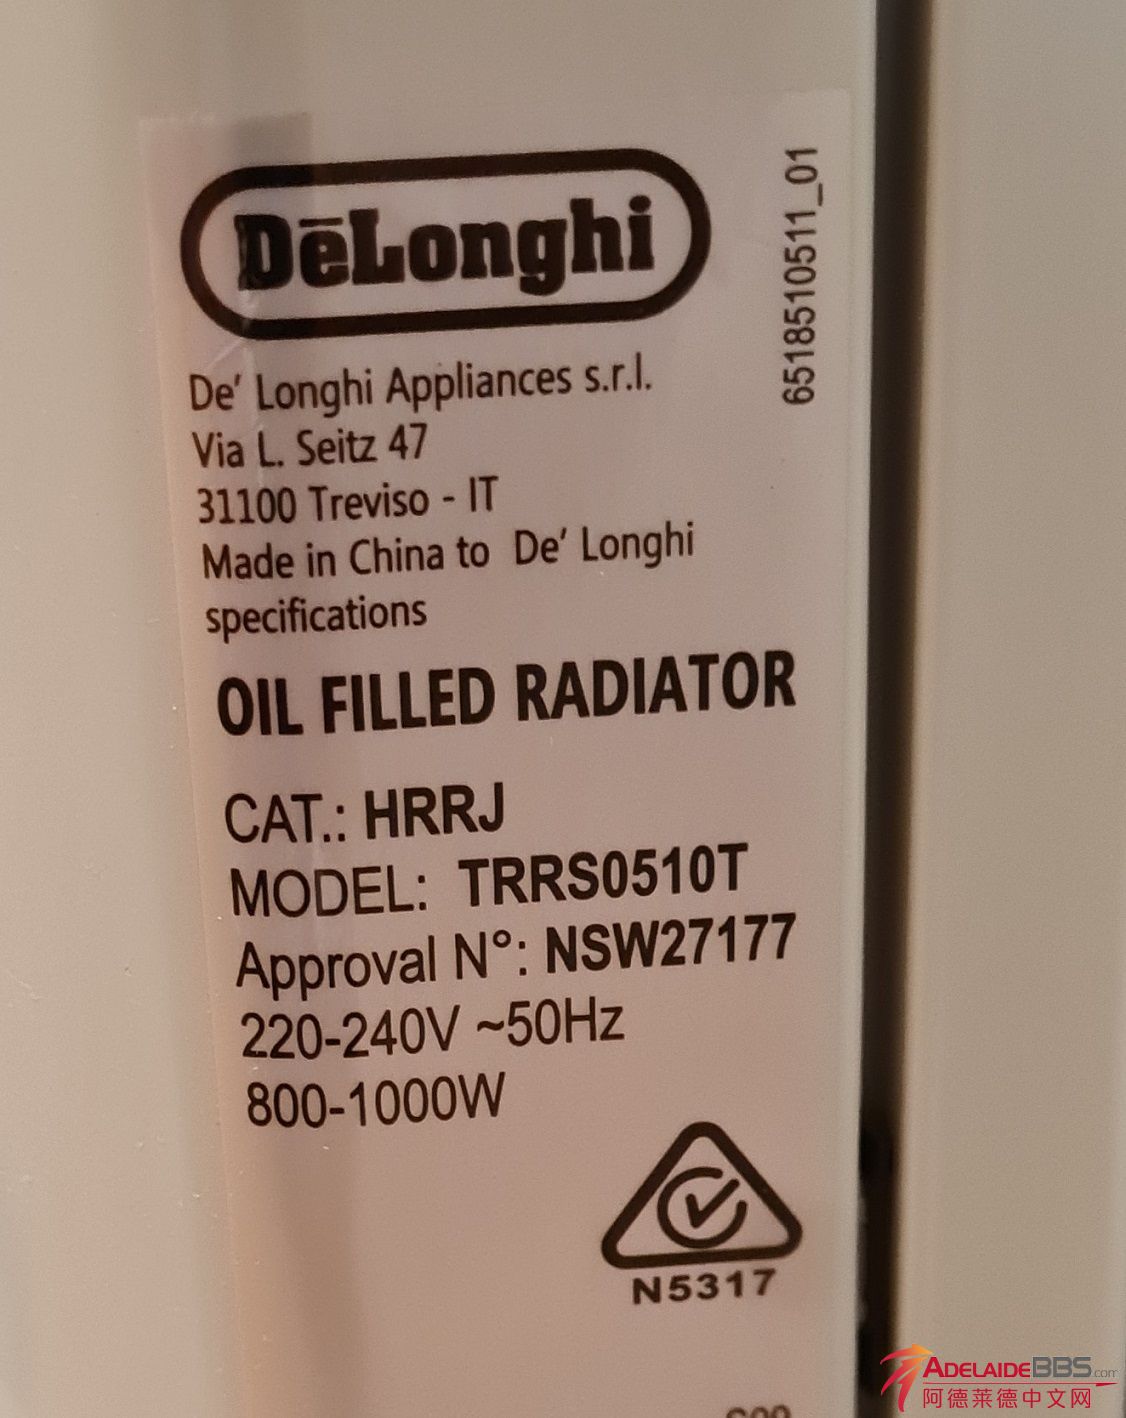 DēLonghi
6518510511_01
De' Longhi Appliances s.r.l.
Via L. Seitz 47
31100 Treviso - IT
Made in China to De' Longhi
specifications
OIL FILLED RADIATOR
CAT.: HRRJ
MODEL: TRRS0510T
Approval N°: NSW27177
220-240V ~50Hz
800-1000W
N5317
ADELAIDEBBS.com
阿德莱德中文网